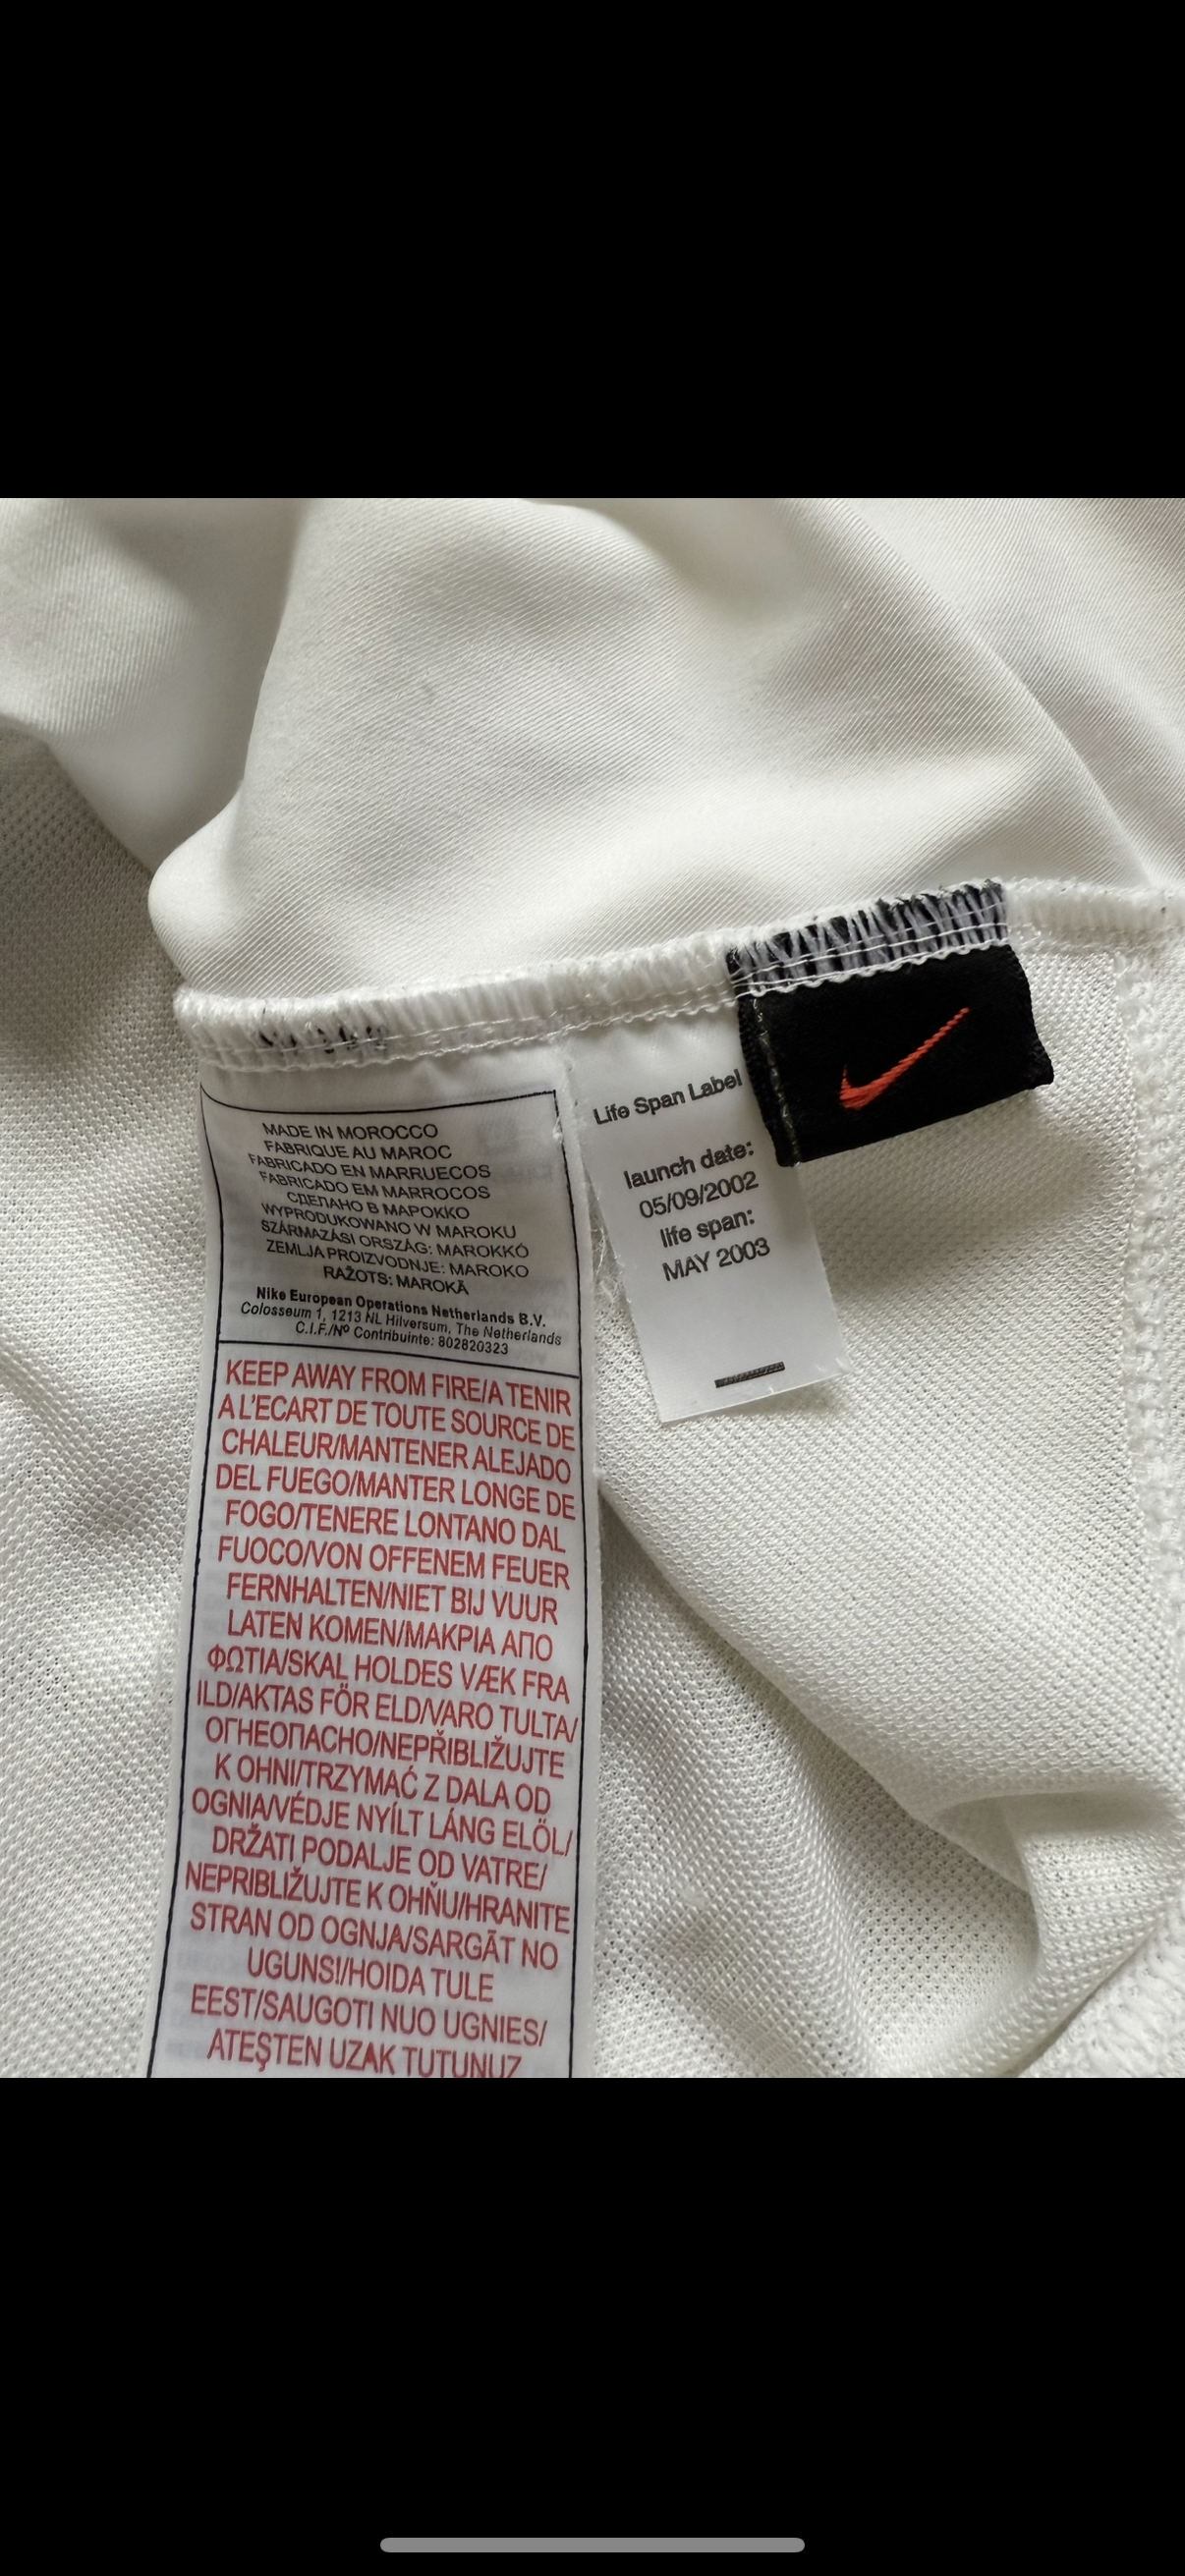 MADE IN MOROCCO
FABRIQUE AU MAROC
FABRICADO EN MARRUECOS
FABRICADO EM MARROCOS
СДЕПАНО В МАРОККО
WYPRODUKOWANO W MAROKU
SZÁRMAZÁSI ORSZÁG: MAROKKÓ
ZEMLJA PROIZVODNJE: MAROKO
RAŽOTS: MAROKĀ
Nike European Operations Netherlands B.V.
Colosseum 1, 1213 NL Hilversum, The Netherlands
C.I.F./Nº Contribuinte: 802820323
KEEP AWAY FROM FIRE/A TENIR
A L'ECART DE TOUTE SOURCE DE
CHALEUR/MANTENER ALEJADO
DEL FUEGO/MANTER LONGE DE
FOGO/TENERE LONTANO DAL
FUOCO/VON OFFENEM FEUER
FERNHALTEN/NIET BIJ VUUR
LATEN KOMEN/ΜΑΚΡΙΑ ΑΠΟ
ΦΩΤΙΑ/SKAL HOLDES VÆK FRA
ILD/AKTAS FÖR ELD/VARO TULTA/
ОГНЕОПАСНО/NEPŘIBLIŽUJTE
K OHNI/TRZYMAĆ Z DALA OD
OGNIA/VÉDJE NYÍLT LÁNG ELŐL/
DRŽATI PODALJE OD VATRE/
NEPRIBLIŽUJTE K OHŇU/HRANITE
STRAN OD OGNJA/SARGĀT NO
UGUNS!/HOIDA TULE
EEST/SAUGOTI NUO UGNIES/
ATEŞTEN UZAK TUTUNUZ
Life Span Label
launch date:
05/09/2002
life span:
MAY 2003